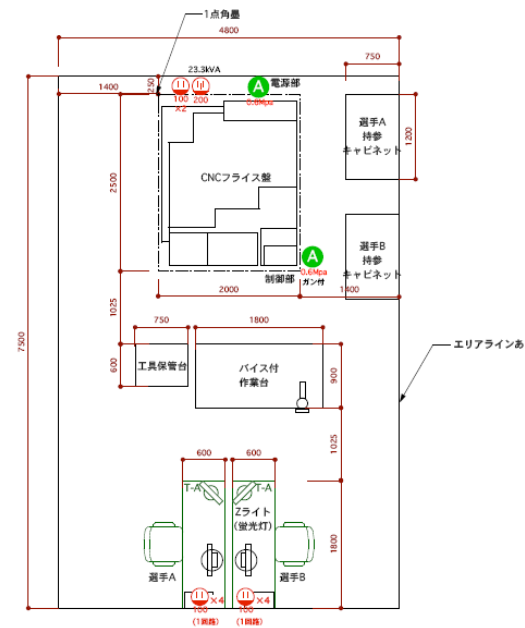 1点角墨
4800
23.3kVA
電源部
750
1400
250
100
×2
200
A
0.6Mpa
選手A
持参
キャビネット
1200
2500
CNCフライス盤
選手B
持参
キャビネット
A
0.6Mpa
ガン付
制御部
2000
1400
7500
1025
750
1800
エリアラインあ
600
工具保管台
バイス付
作業台
900
1025
600
600
T-A
T-A
Zライト
(蛍光灯)
1800
選手A
選手B
×4
×4
100
100
(1回路)
(1回路)